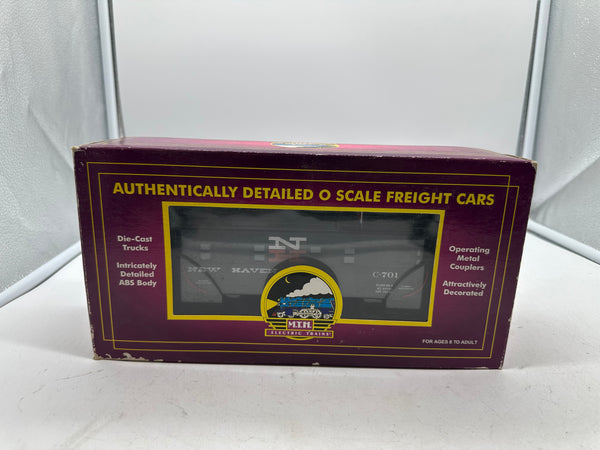 AUTHENTICALLY DETAILED O SCALE FREIGHT CARS
Die-Cast
Trucks
Intricately
Detailed
ABS Body
N
NEW HAVEN
C-701
Operating
Metal
Couplers
Attractively
Decorated
M.T.H.
ELECTRIC TRAINS
FOR AGES 8 TO ADULT